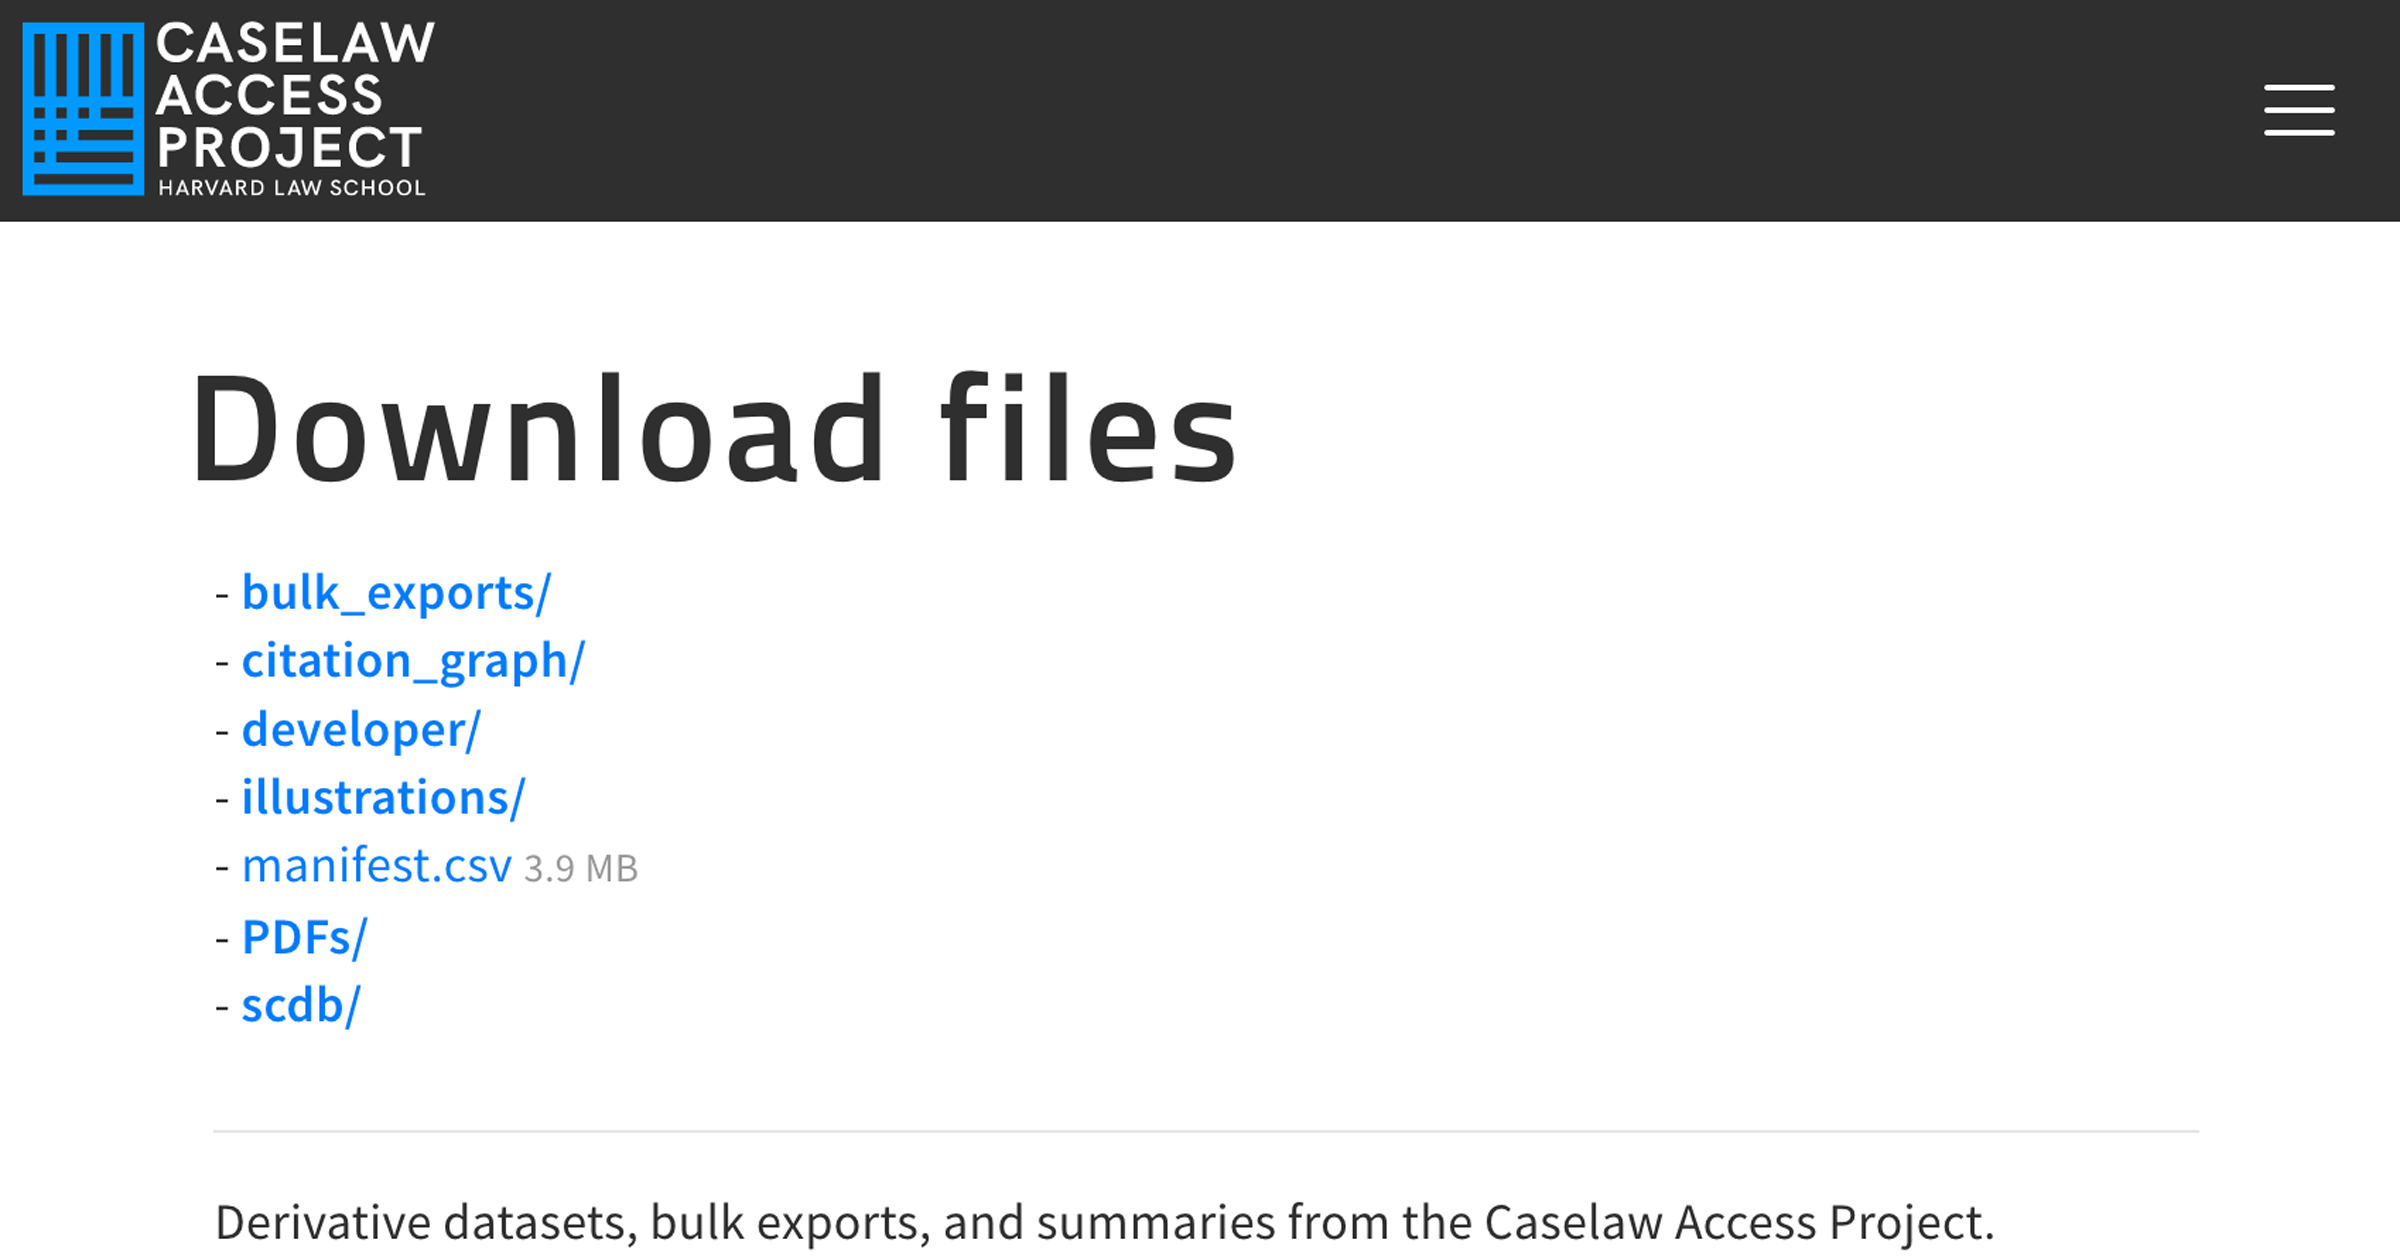 CASELAW
ACCESS
PROJECT
HARVARD LAW SCHOOL
Download files
- bulk_exports/
- citation_graph/
- developer/
- illustrations/
- manifest.csv 3.9 MB
- PDFs/
- scdb/
Derivative datasets, bulk exports, and summaries from the Caselaw Access Project.